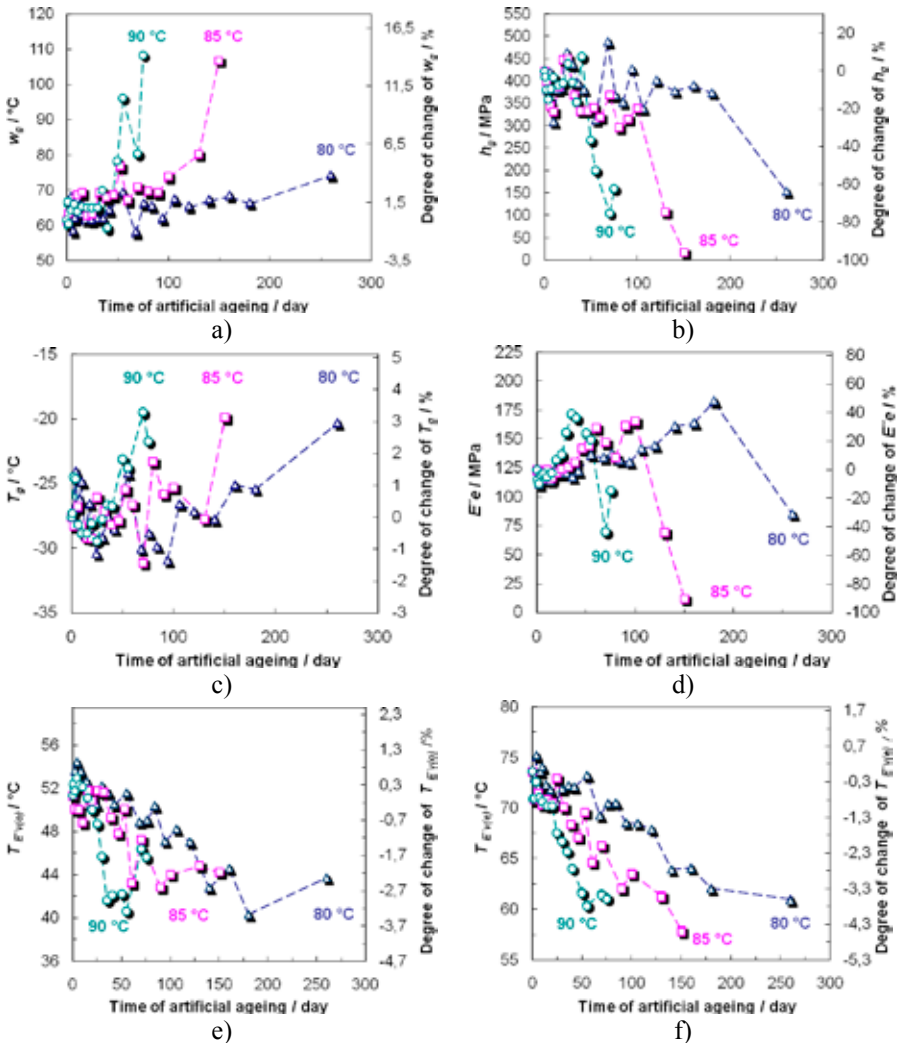 120
110
100
90
80
70
60
50
w_g / °C
90 °C
85 °C
80 °C
16,5
11,5
6,5
1,5
-3,5
Degree of change of w_g / %
0
100
200
300
Time of artificial ageing / day
a)
550
500
450
400
350
300
250
200
150
100
50
0
h_g / MPa
90 °C
85 °C
80 °C
20
0
-20
-40
-60
-80
-100
Degree of change of h_g / %
0
100
200
300
Time of artificial ageing / day
b)
-15
-20
-25
-30
-35
T_g / °C
90 °C
85 °C
80 °C
5
4
3
2
1
0
-1
-2
-3
Degree of change of T_g / %
0
100
200
300
Time of artificial ageing / day
c)
225
200
175
150
125
100
75
50
25
0
/ MPa
90 °C
85 °C
80 °C
80
60
40
20
0
-20
-40
-60
-80
-100
Degree of change of / %
0
100
200
300
Time of artificial ageing / day
d)
56
52
48
44
40
36
/ °C
90 °C
85 °C
80 °C
2,3
1,3
0,3
-0,7
-1,7
-2,7
-3,7
-4,7
Degree of change of / %
0
50
100
150
200
250
300
Time of artificial ageing / day
e)
80
75
70
65
60
55
/ °C
90 °C
85 °C
80 °C
1,7
0,7
-0,3
-1,3
-2,3
-3,3
-4,3
-5,3
Degree of change of / %
0
50
100
150
200
250
300
Time of artificial ageing / day
f)